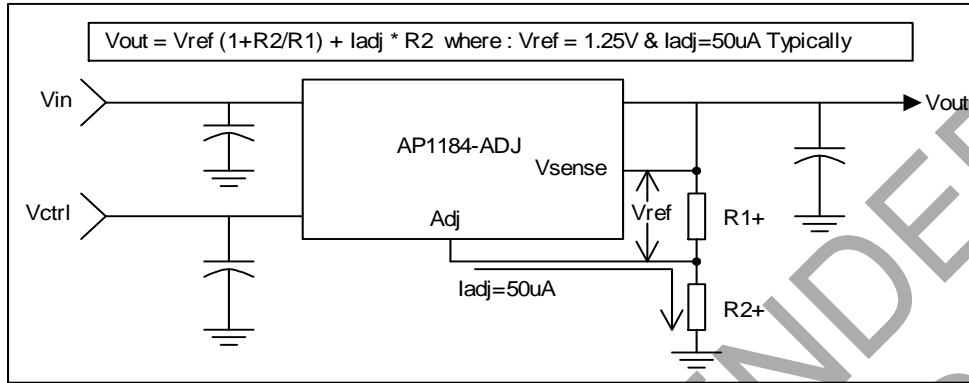 Vout = Vref (1+R2/R1) + Iadj * R2 where : Vref = 1.25V & Iadj=50uA Typically
Vin
Vout
AP1184-ADJ
Vsense
Vctrl
Adj
Vref
R1+
Iadj=50uA
R2+